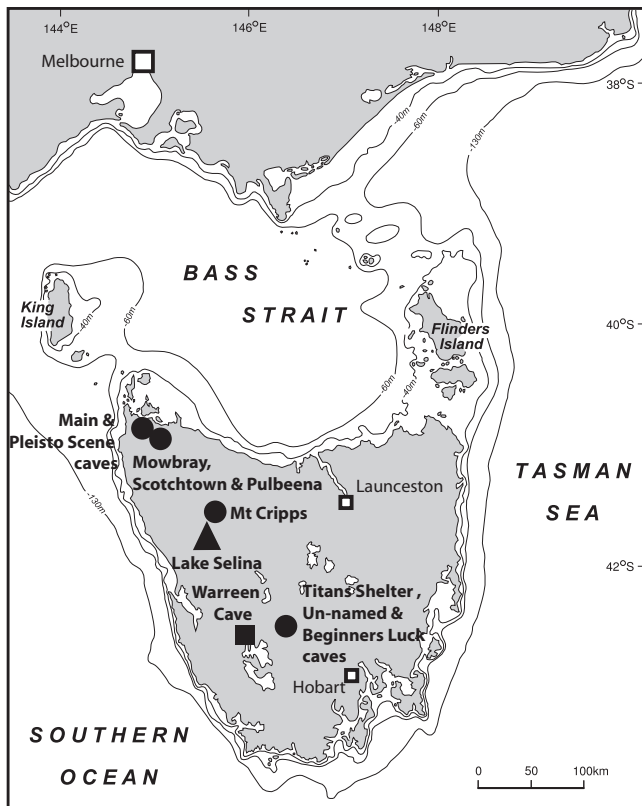 144°E
146°E
148°E
Melbourne
38°S
-40m
-60m
-130m
BASS
STRAIT
King
Island
-40m
-60m
Flinders
Island
40°S
-60m
-40m
Main &
Pleisto Scene
caves
-130m
Mowbray,
Scotchtown & Pulbeena
Launceston
TASMAN
SEA
Mt Cripps
Lake Selina
42°S
Warreen
Cave
Titans Shelter ,
Un-named &
Beginners Luck
caves
Hobart
SOUTHERN
OCEAN
0 50 100km